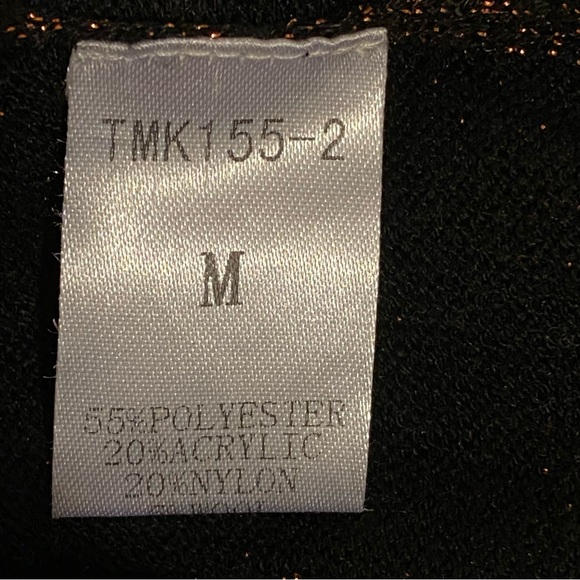 TMK155-2
M
55%POLYESTER
20%ACRYLIC
20%NYLON